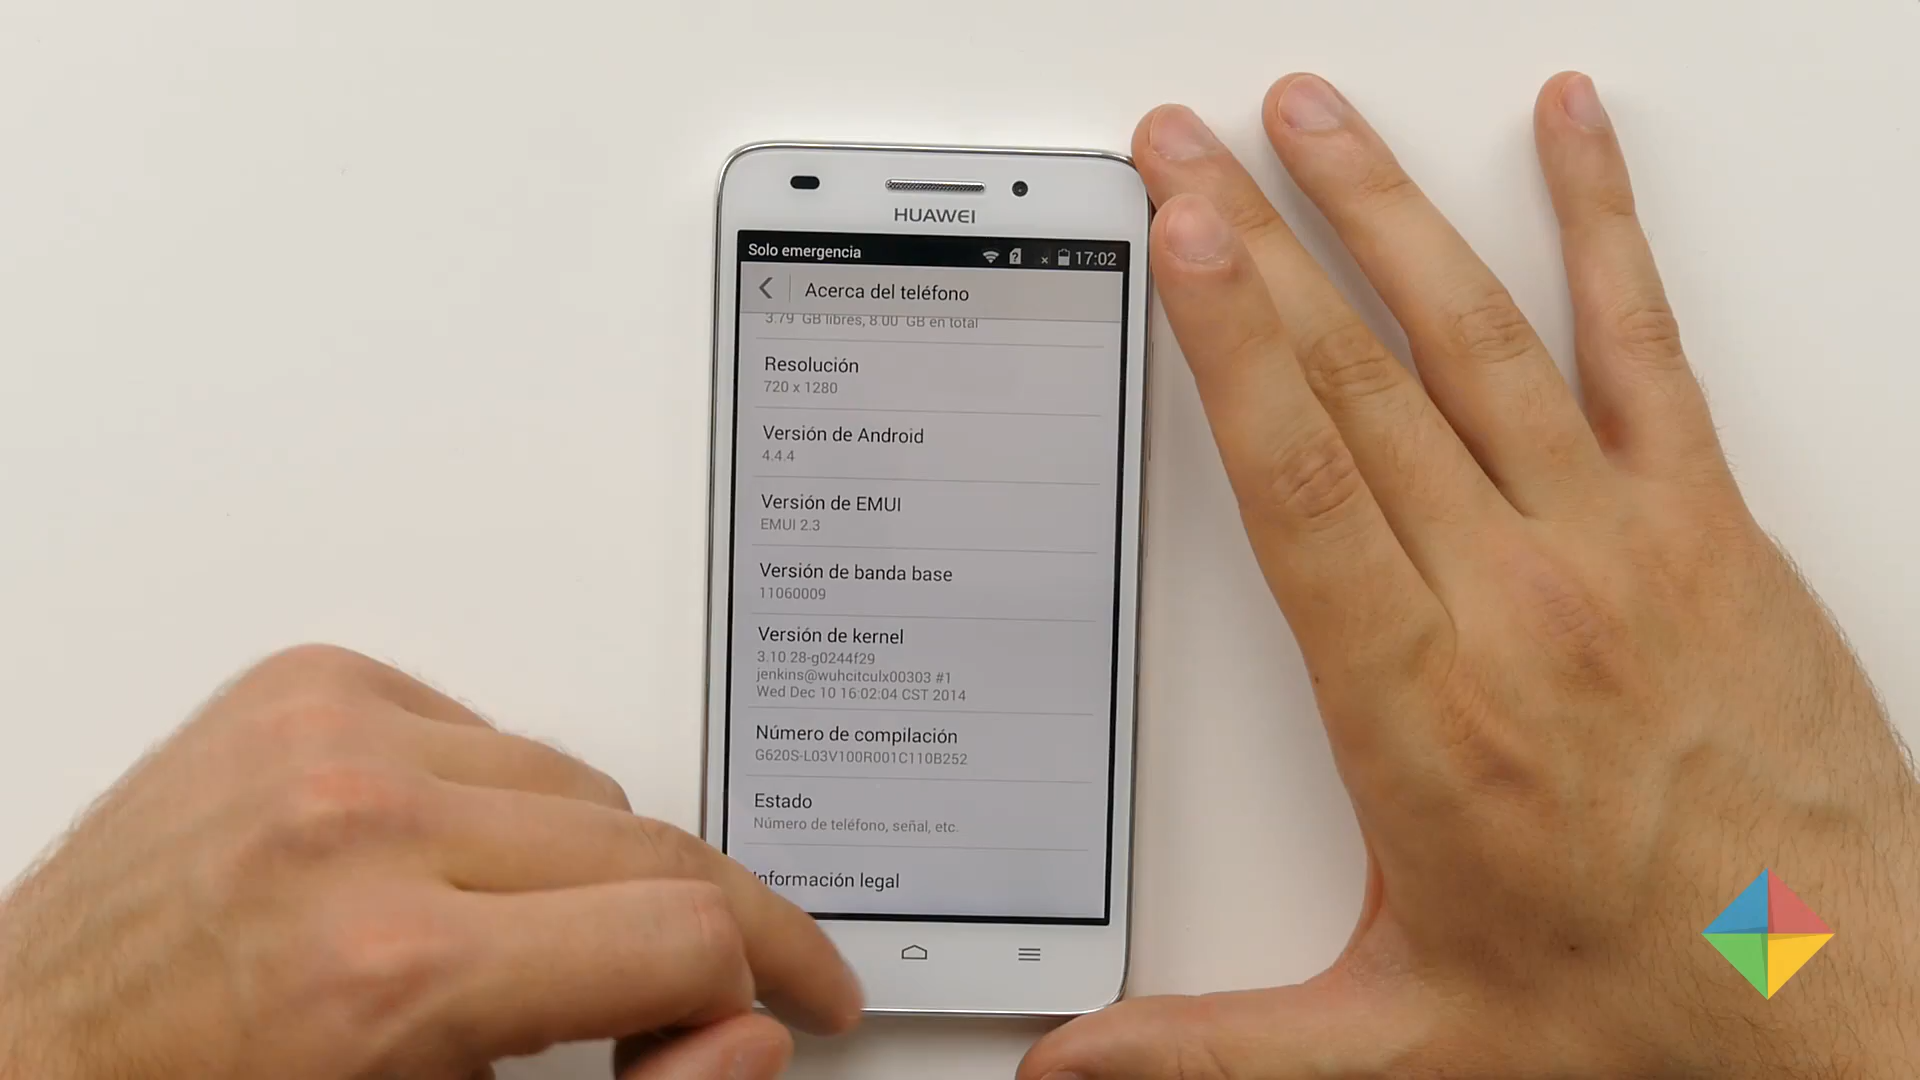 HUAWEI
Solo emergencia
17:02
Acerca del teléfono
3.79 GB libres, 8.00 GB en total
Resolución
720 x 1280
Versión de Android
4.4.4
Versión de EMUI
EMUI 2.3
Versión de banda base
11060009
Versión de kernel
3.10.28-g0244f29
jenkins@wuhcitculx00303 #1
Wed Dec 10 16:02:04 CST 2014
Número de compilación
G620S-L03V100R001C110B252
Estado
Número de teléfono, señal, etc.
Información legal